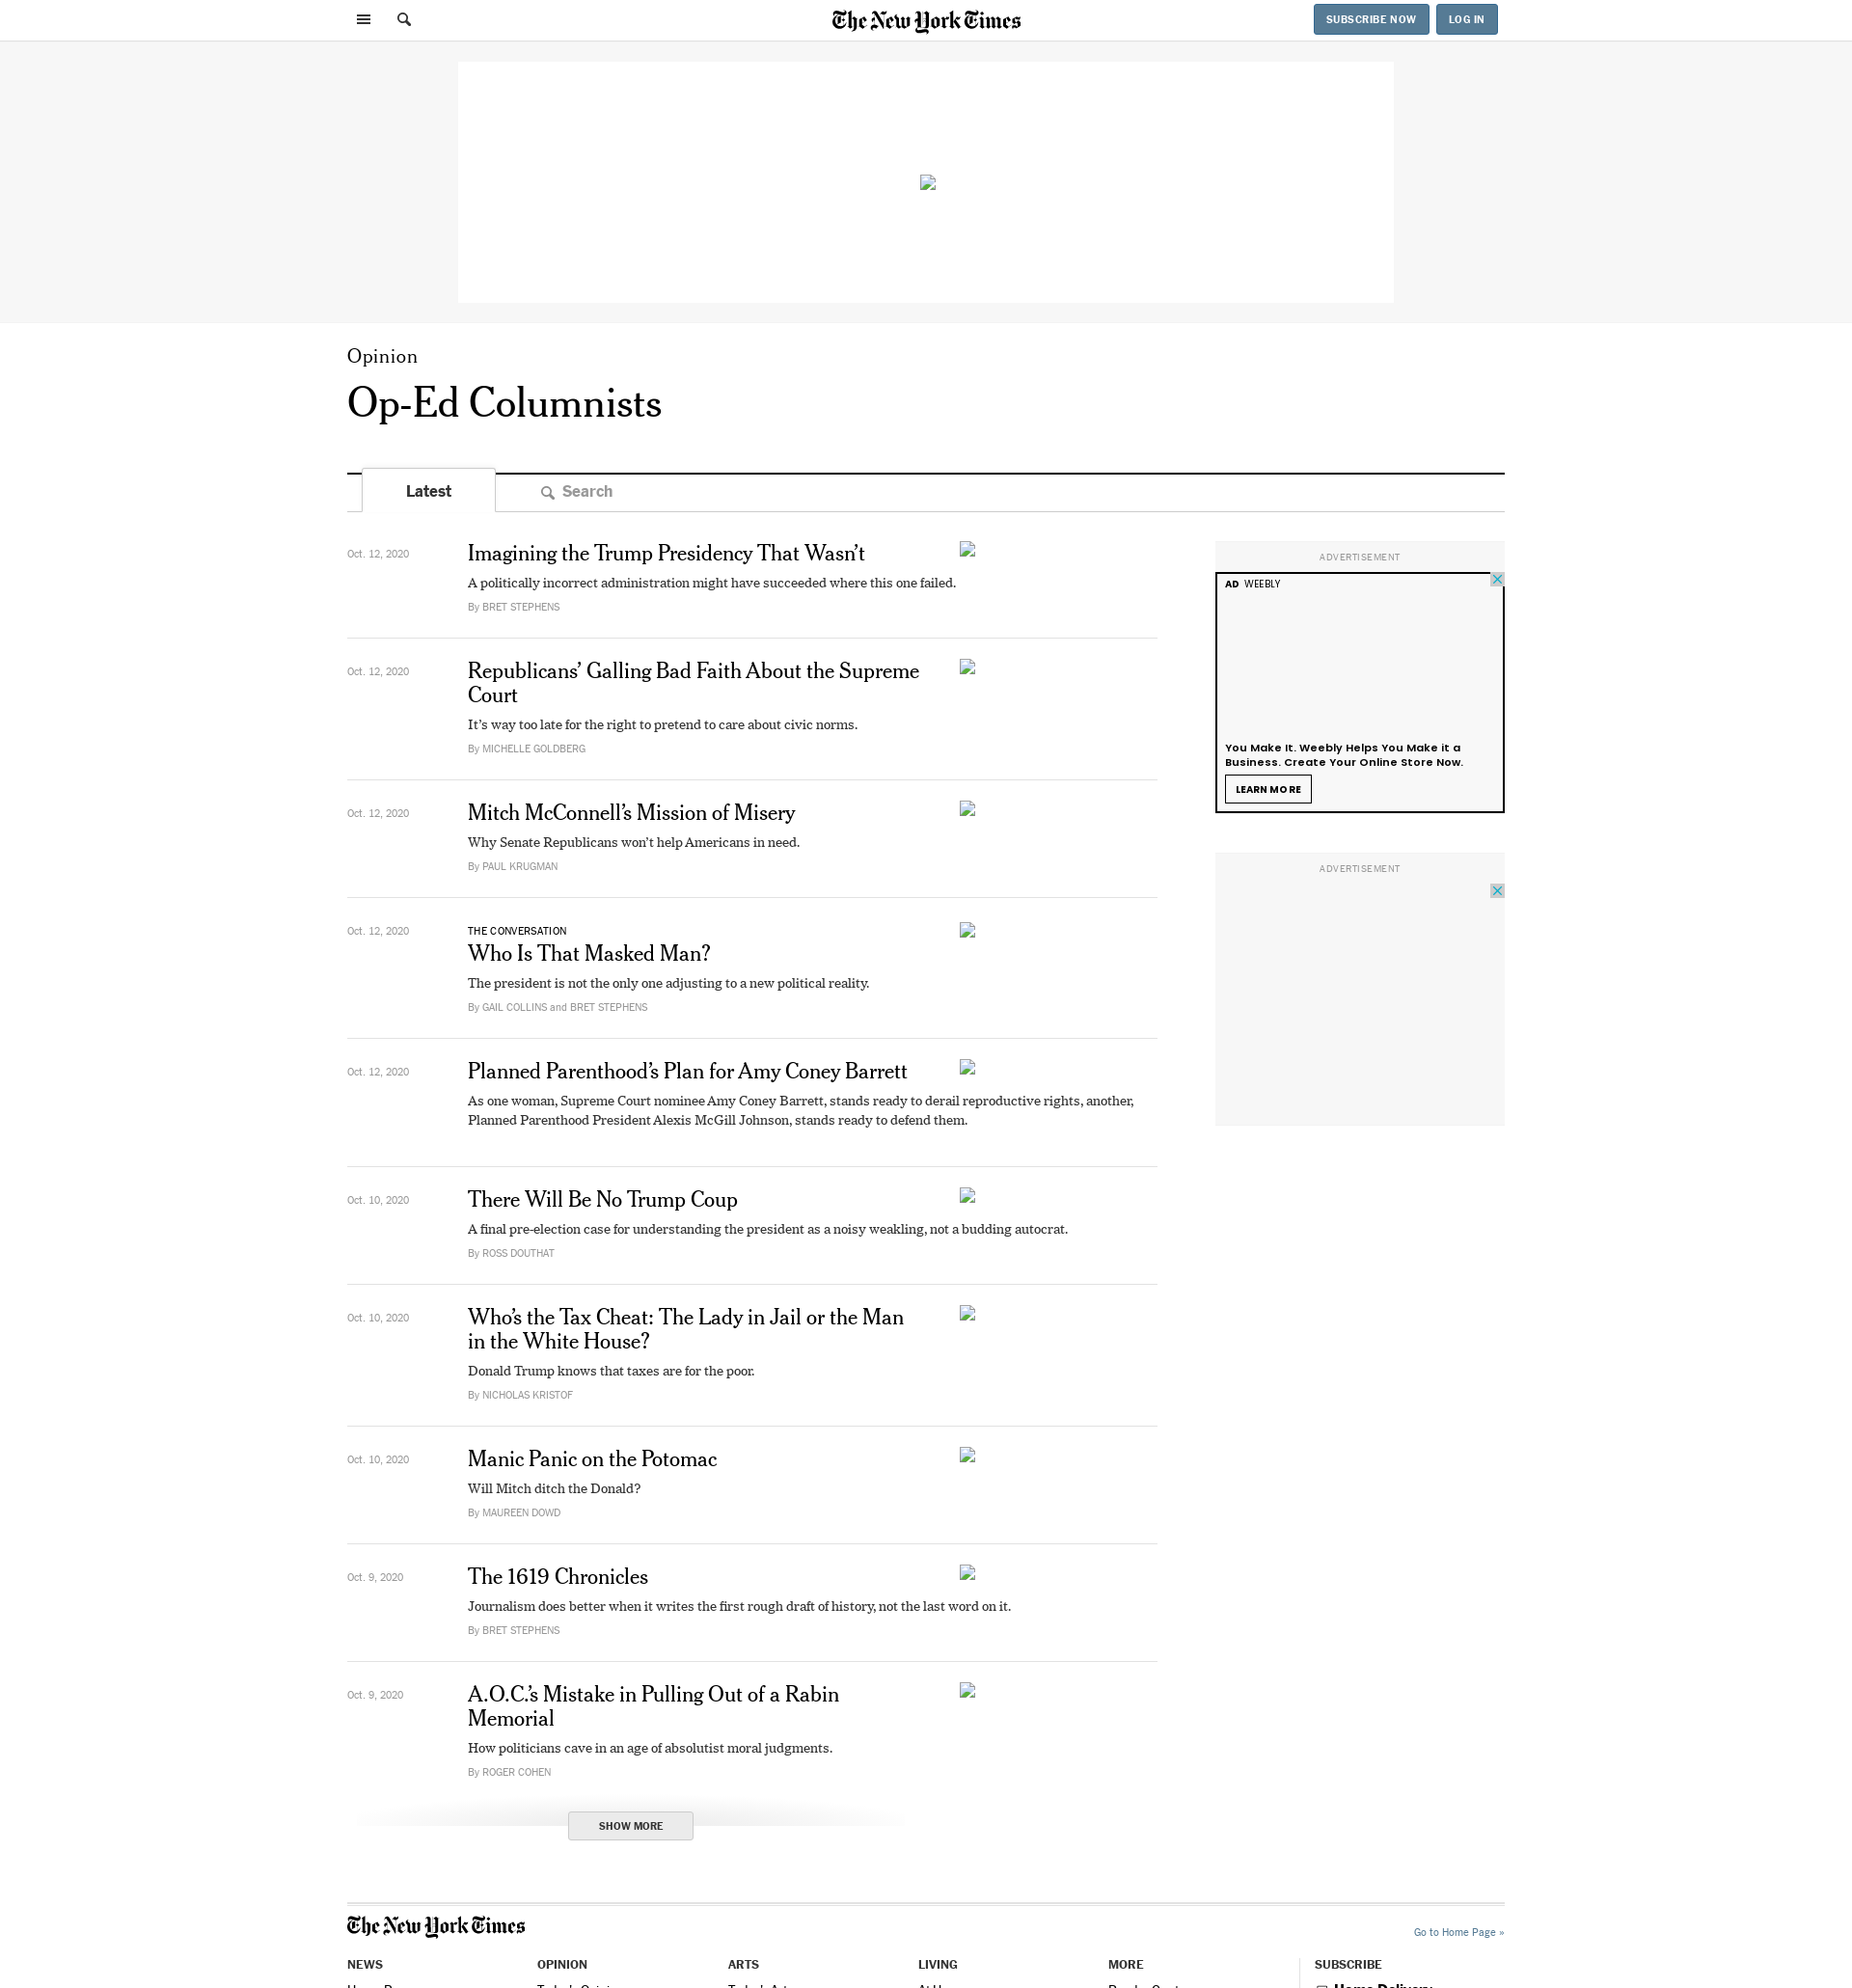 The New York Times
SUBSCRIBE NOW
LOG IN
Opinion
Op-Ed Columnists
Latest
Search
Oct. 12, 2020
Imagining the Trump Presidency That Wasn’t
A politically incorrect administration might have succeeded where this one failed.
By BRET STEPHENS
Oct. 12, 2020
Republicans’ Galling Bad Faith About the Supreme
Court
It’s way too late for the right to pretend to care about civic norms.
By MICHELLE GOLDBERG
Oct. 12, 2020
Mitch McConnell’s Mission of Misery
Why Senate Republicans won’t help Americans in need.
By PAUL KRUGMAN
Oct. 12, 2020
THE CONVERSATION
Who Is That Masked Man?
The president is not the only one adjusting to a new political reality.
By GAIL COLLINS and BRET STEPHENS
Oct. 12, 2020
Planned Parenthood’s Plan for Amy Coney Barrett
As one woman, Supreme Court nominee Amy Coney Barrett, stands ready to derail reproductive rights, another,
Planned Parenthood President Alexis McGill Johnson, stands ready to defend them.
Oct. 10, 2020
There Will Be No Trump Coup
A final pre-election case for understanding the president as a noisy weakling, not a budding autocrat.
By ROSS DOUTHAT
Oct. 10, 2020
Who’s the Tax Cheat: The Lady in Jail or the Man
in the White House?
Donald Trump knows that taxes are for the poor.
By NICHOLAS KRISTOF
Oct. 10, 2020
Manic Panic on the Potomac
Will Mitch ditch the Donald?
By MAUREEN DOWD
Oct. 9, 2020
The 1619 Chronicles
Journalism does better when it writes the first rough draft of history, not the last word on it.
By BRET STEPHENS
Oct. 9, 2020
A.O.C.’s Mistake in Pulling Out of a Rabin
Memorial
How politicians cave in an age of absolutist moral judgments.
By ROGER COHEN
SHOW MORE
ADVERTISEMENT
AD WEEBLY
You Make It. Weebly Helps You Make it a
Business. Create Your Online Store Now.
LEARN MORE
ADVERTISEMENT
The New York Times
Go to Home Page »
NEWS
OPINION
ARTS
LIVING
MORE
SUBSCRIBE
Home Delivery